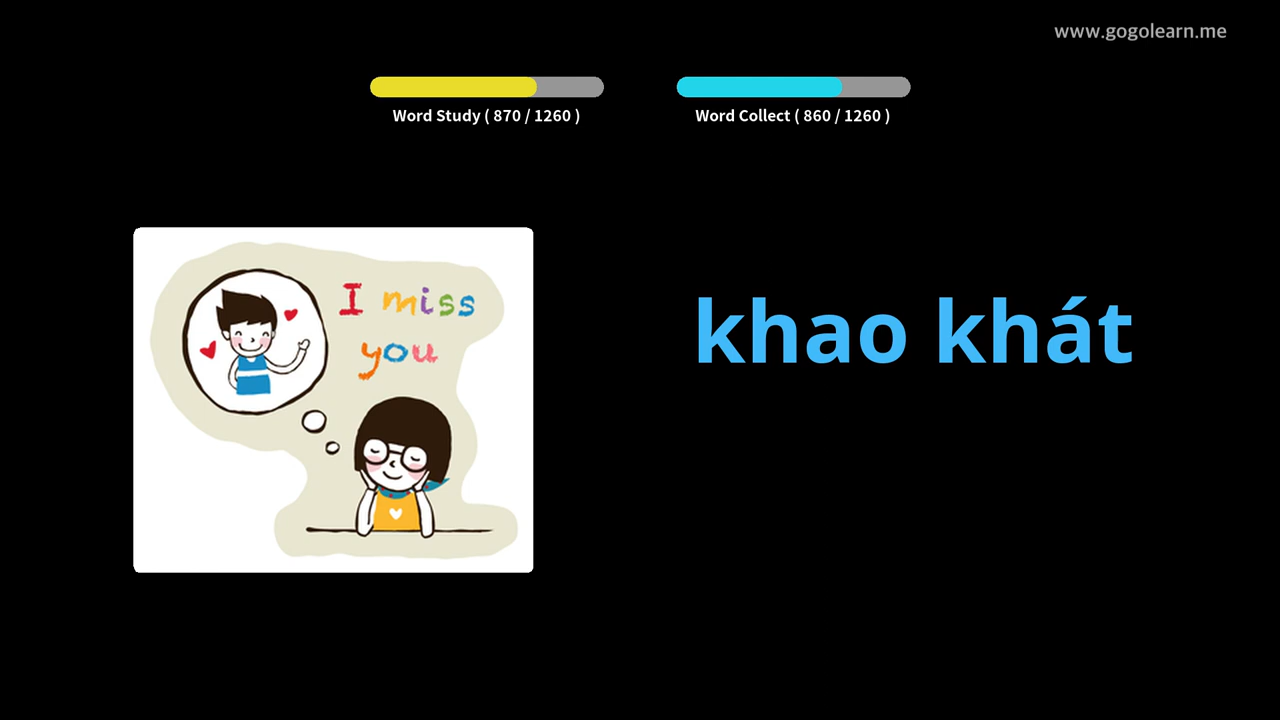 www.gogolearn.me
Word Study ( 870 / 1260 )
Word Collect ( 860 / 1260 )
I miss
you
khao khát